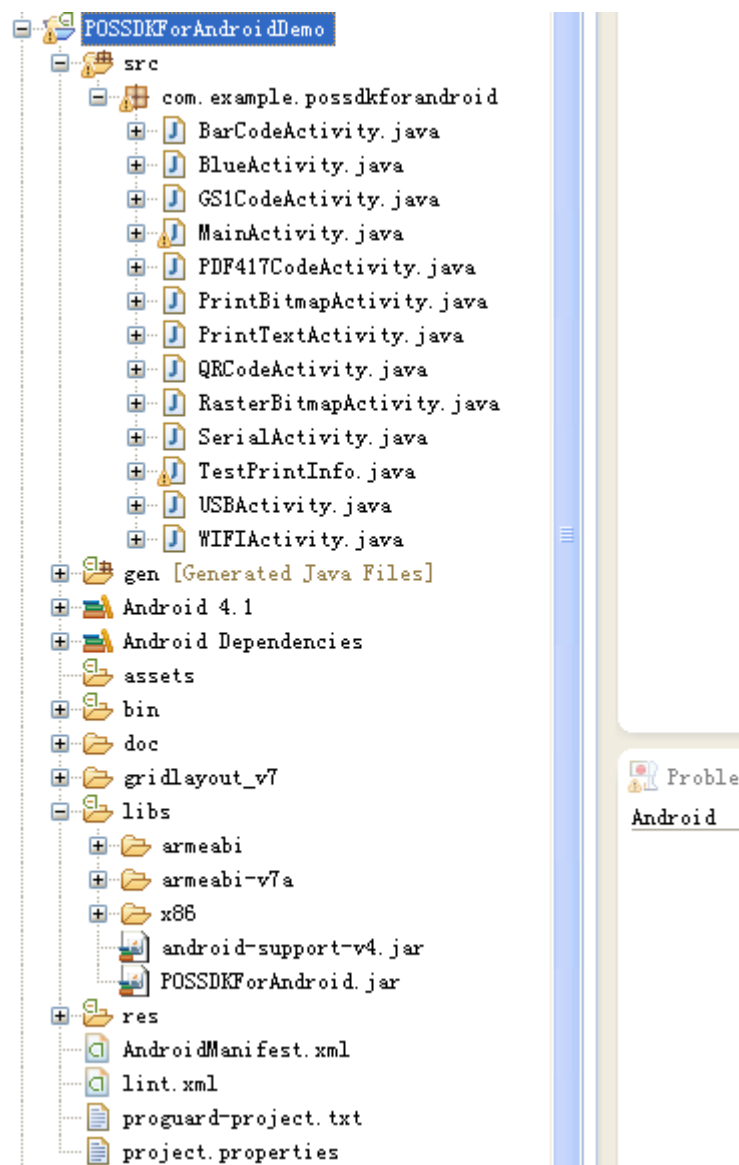 POSSDKForAndroidDemo
src
com.example.possdkforandroid
BarCodeActivity.java
BlueActivity.java
GS1CodeActivity.java
MainActivity.java
PDF417CodeActivity.java
PrintBitmapActivity.java
PrintTextActivity.java
QRCodeActivity.java
RasterBitmapActivity.java
SerialActivity.java
TestPrintInfo.java
USBActivity.java
WIFIActivity.java
gen [Generated Java Files]
Android 4.1
Android Dependencies
assets
bin
doc
gridlayout_v7
libs
armeabi
armeabi-v7a
x86
android-support-v4.jar
POSSDKForAndroid.jar
res
AndroidManifest.xml
lint.xml
proguard-project.txt
project.properties
Proble
Android